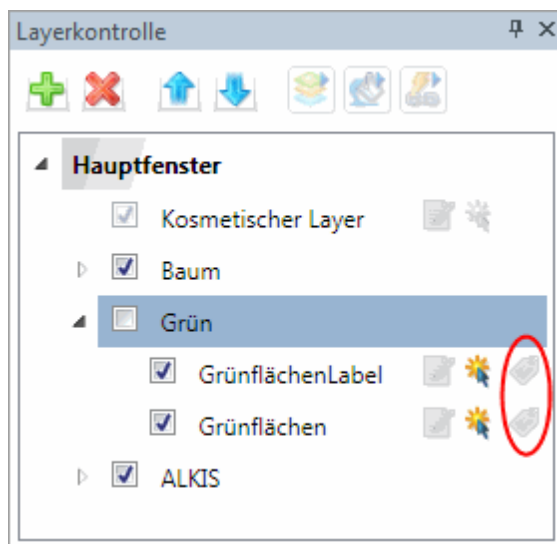 Layerkontrolle
Hauptfenster
Kosmetischer Layer
Baum
Grün
GrünflächenLabel
Grünflächen
ALKIS